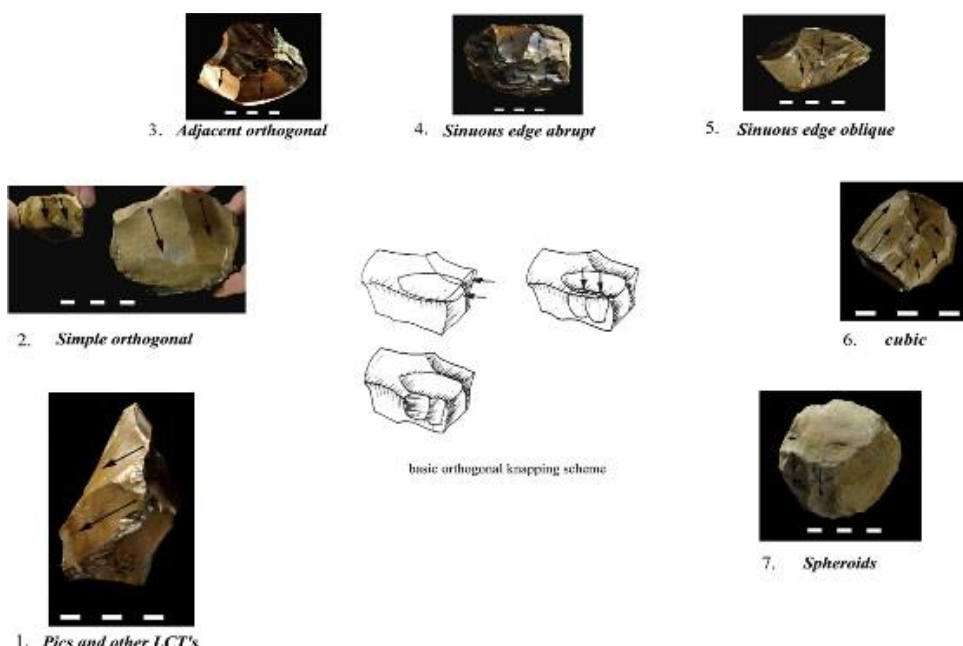 3. Adjacent orthogonal
4. Sinuous edge abrupt
5. Sinuous edge oblique
2. Simple orthogonal
6. cubic
basic orthogonal knapping scheme
7. Spheroids
1. Pics and other LCT's